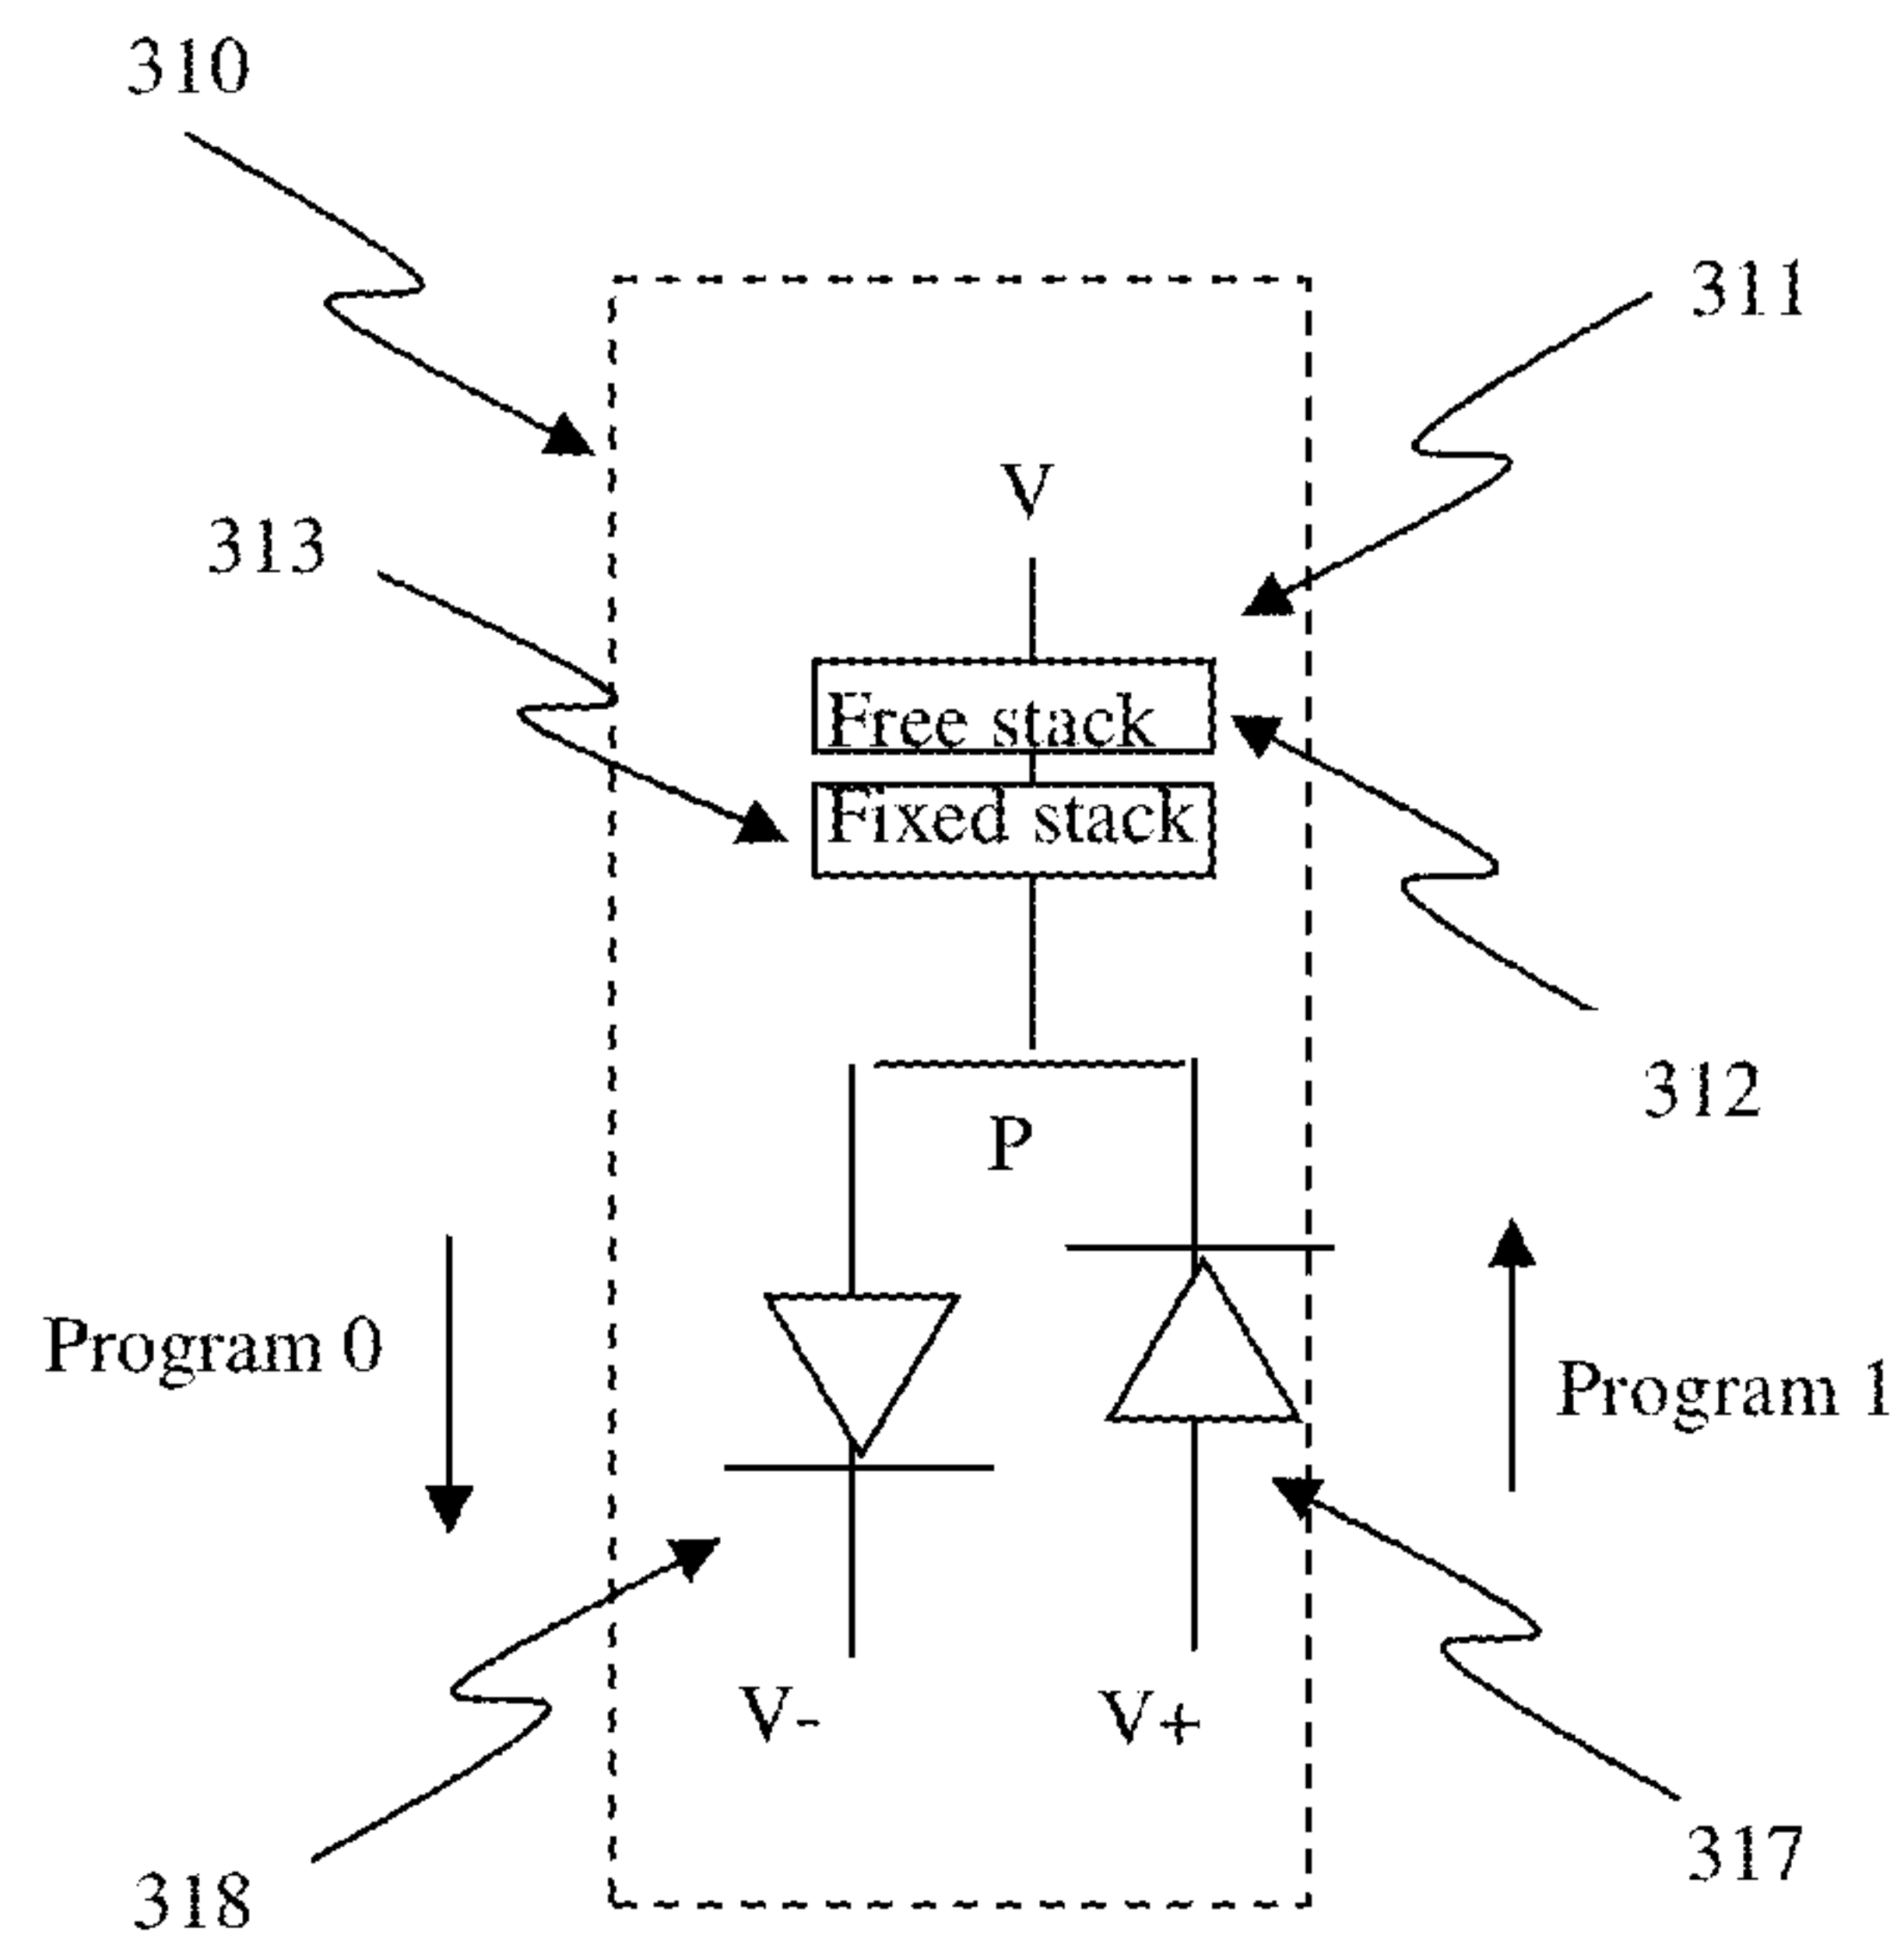 310
311
V
313
Free stack
Fixed stack
312
P
Program 0
Program 1
V-
V+
317
318